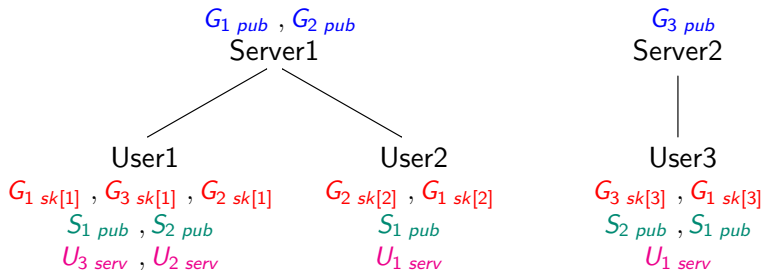 G1 pub , G2 pub
Server1
G3 pub
Server2
User1
G1 sk[1] , G3 sk[1] , G2 sk[1]
S1 pub , S2 pub
U3 serv , U2 serv
User2
G2 sk[2] , G1 sk[2]
S1 pub
U1 serv
User3
G3 sk[3] , G1 sk[3]
S2 pub , S1 pub
U1 serv